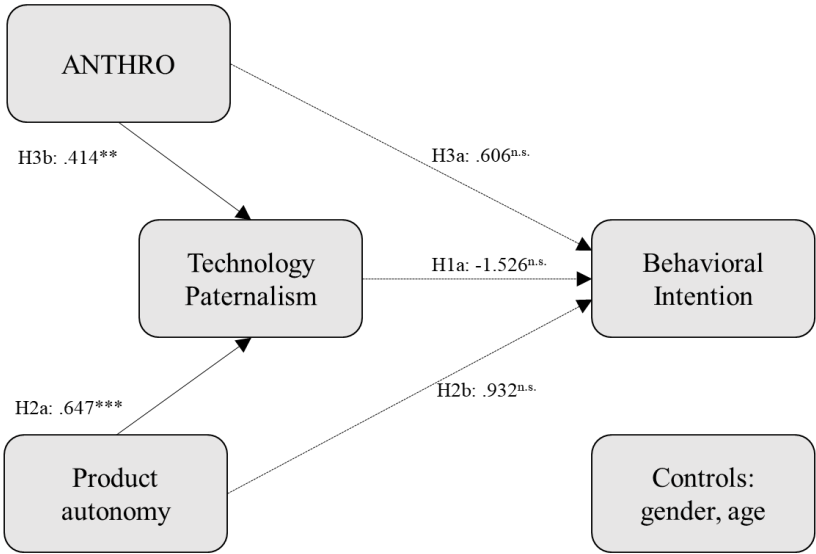 ANTHRO
H3b: .414**
H3a: .606n.s.
Technology
Paternalism
H1a: -1.526n.s.
Behavioral
Intention
H2a: .647***
H2b: .932n.s.
Product
autonomy
Controls:
gender, age